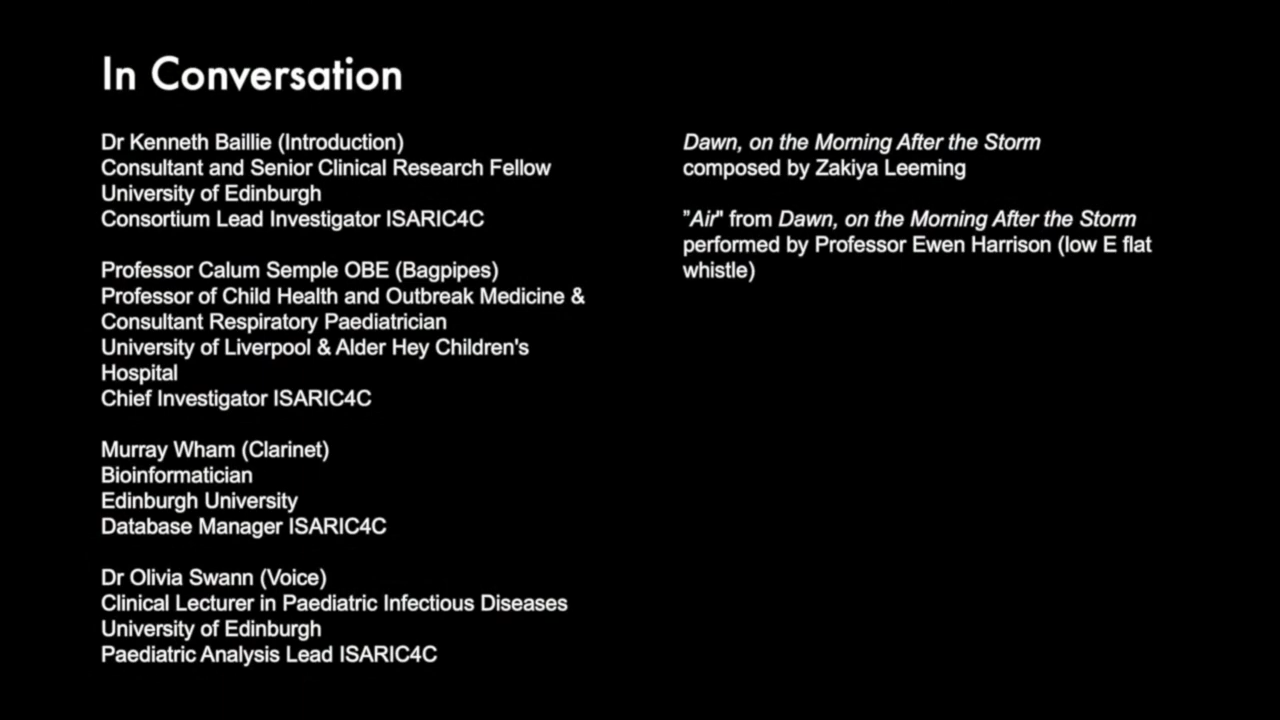 In Conversation
Dr Kenneth Baillie (Introduction)
Consultant and Senior Clinical Research Fellow
University of Edinburgh
Consortium Lead Investigator ISARIC4C
Professor Calum Semple OBE (Bagpipes)
Professor of Child Health and Outbreak Medicine &
Consultant Respiratory Paediatrician
University of Liverpool & Alder Hey Children's
Hospital
Chief Investigator ISARIC4C
Murray Wham (Clarinet)
Bioinformatician
Edinburgh University
Database Manager ISARIC4C
Dr Olivia Swann (Voice)
Clinical Lecturer in Paediatric Infectious Diseases
University of Edinburgh
Paediatric Analysis Lead ISARIC4C
Dawn, on the Morning After the Storm
composed by Zakiya Leeming
”Air" from Dawn, on the Morning After the Storm
performed by Professor Ewen Harrison (low E flat
whistle)